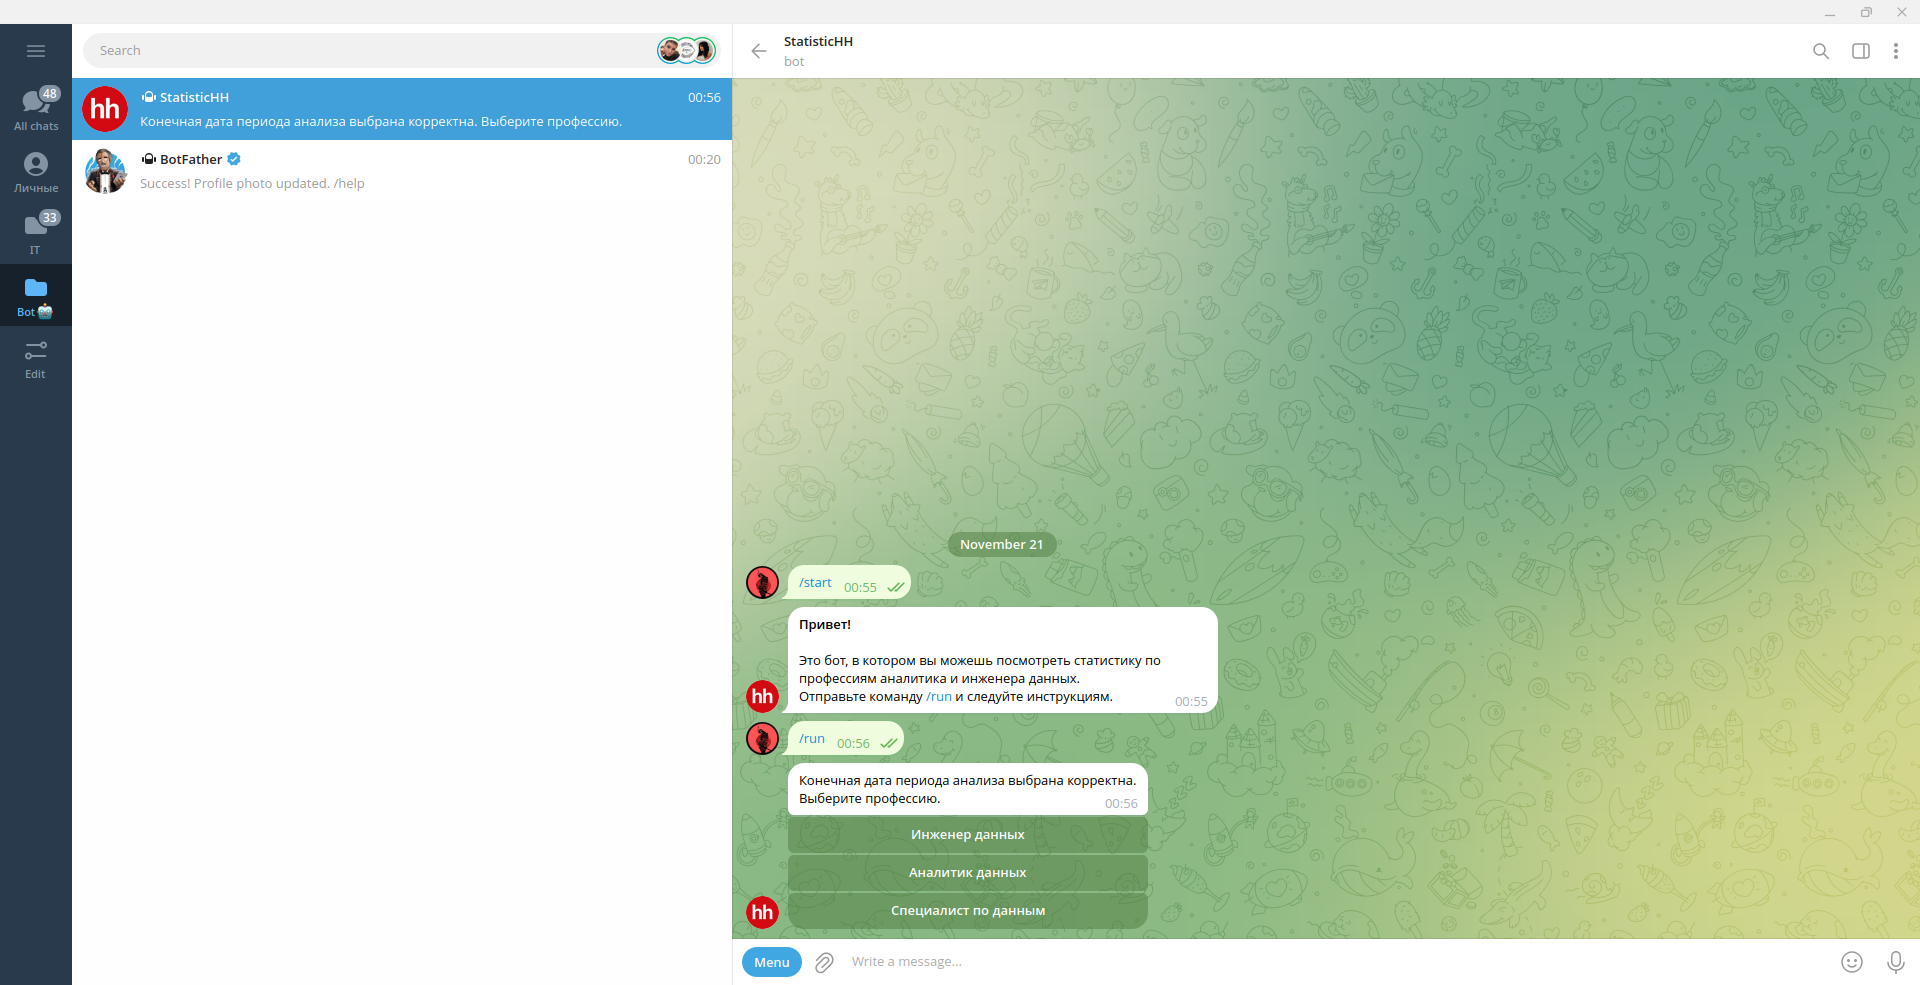 Search
48
All chats
Личные
33
IT
Bot
Edit
hh
StatisticHH
00:56
Конечная дата периода анализа выбрана корректна. Выберите профессию.
BotFather
00:20
Success! Profile photo updated. /help
StatisticHH
bot
November 21
/start 00:55
Привет!
Это бот, в котором вы можешь посмотреть статистику по
профессиям аналитика и инженера данных.
Отправьте команду /run и следуйте инструкциям.
00:55
hh
/run 00:56
Конечная дата периода анализа выбрана корректна.
Выберите профессию.
00:56
Инженер данных
Аналитик данных
Специалист по данным
hh
Menu
Write a message...